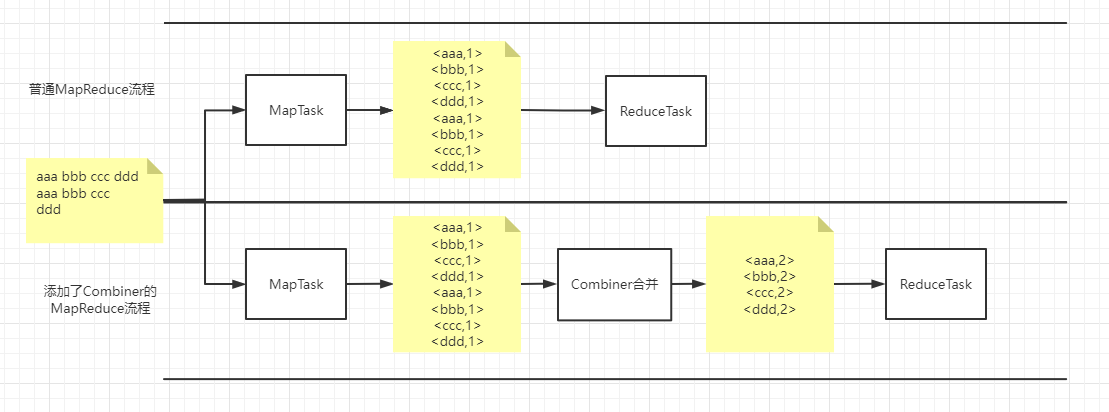 普通MapReduce流程
MapTask
<aaa,1>
<bbb,1>
<ccc,1>
<ddd,1>
<aaa,1>
<bbb,1>
<ccc,1>
<ddd,1>
ReduceTask
aaa bbb ccc ddd
aaa bbb ccc
ddd
添加了Combiner的
MapReduce流程
MapTask
<aaa,1>
<bbb,1>
<ccc,1>
<ddd,1>
<aaa,1>
<bbb,1>
<ccc,1>
<ddd,1>
Combiner合并
<aaa,2>
<bbb,2>
<ccc,2>
<ddd,2>
ReduceTask